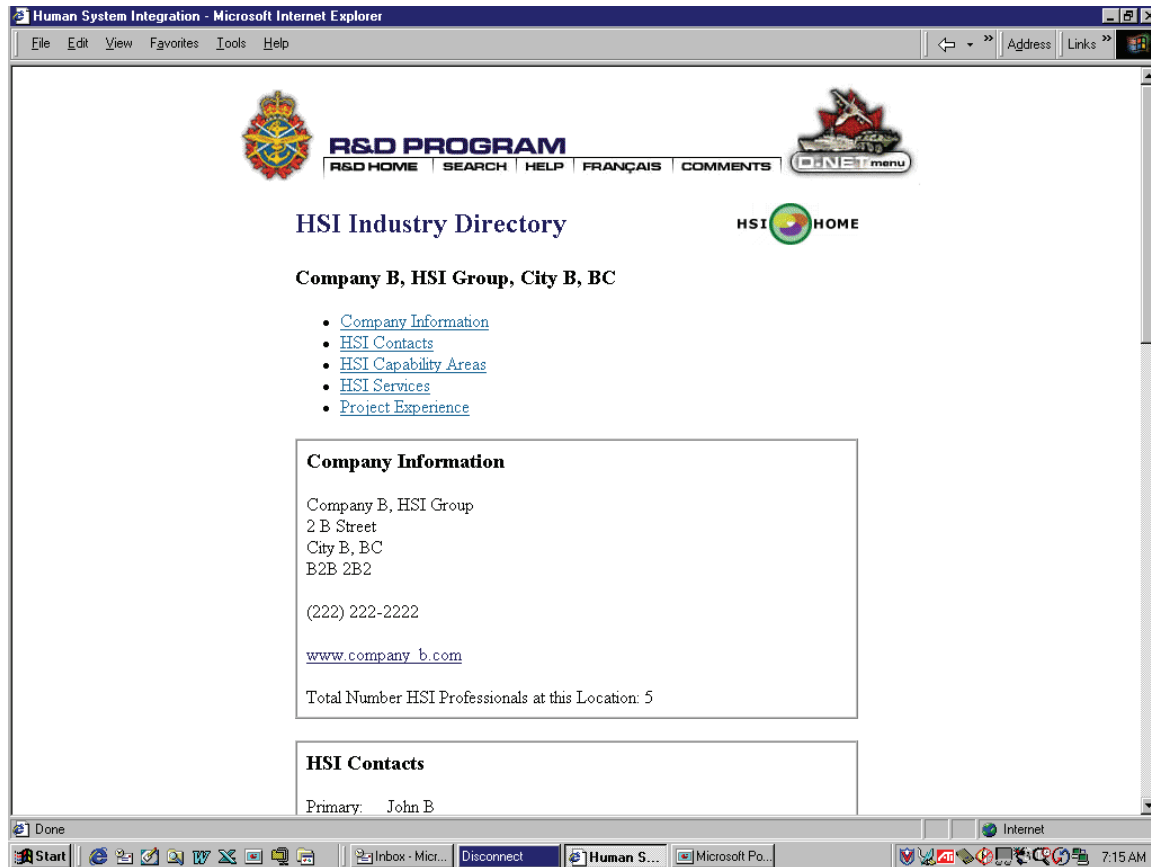 Human System Integration - Microsoft Internet Explorer
File Edit View Favorites Tools Help
Address Links
R&D PROGRAM
R&D HOME SEARCH HELP FRANÇAIS COMMENTS
D-NET menu
HSI Industry Directory
HSI HOME
Company B, HSI Group, City B, BC
Company Information
HSI Contacts
HSI Capability Areas
HSI Services
Project Experience
Company Information
Company B, HSI Group
2 B Street
City B, BC
B2B 2B2
(222) 222-2222
www.company_b.com
Total Number HSI Professionals at this Location: 5
HSI Contacts
Primary: John B
Done
Internet
Start
Inbox - Micr...
Disconnect
Human S...
Microsoft Po...
7:15 AM